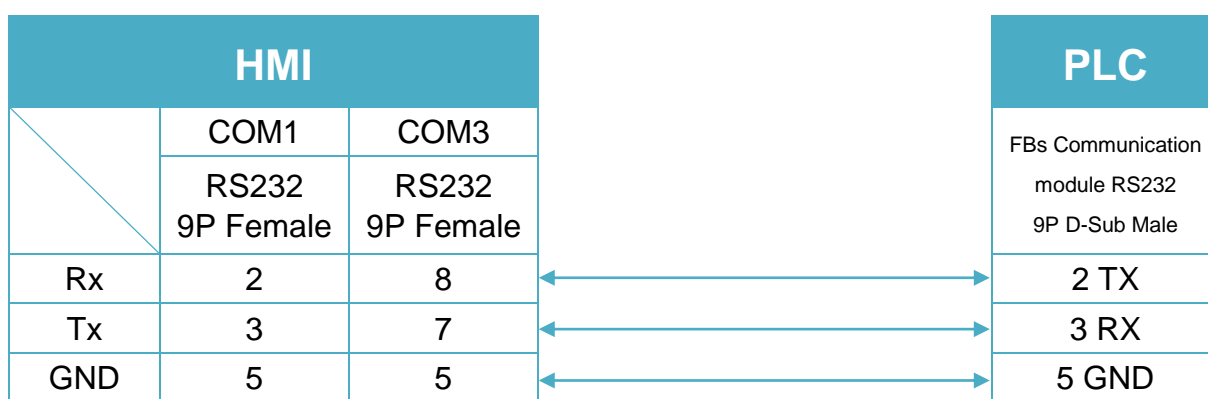 HMI PLC
COM1 COM3
RS232
9P Female
RS232
9P Female
FBs Communication
module RS232
9P D-Sub Male
Rx 2 8 2 TX
Tx 3 7 3 RX
GND 5 5 5 GND